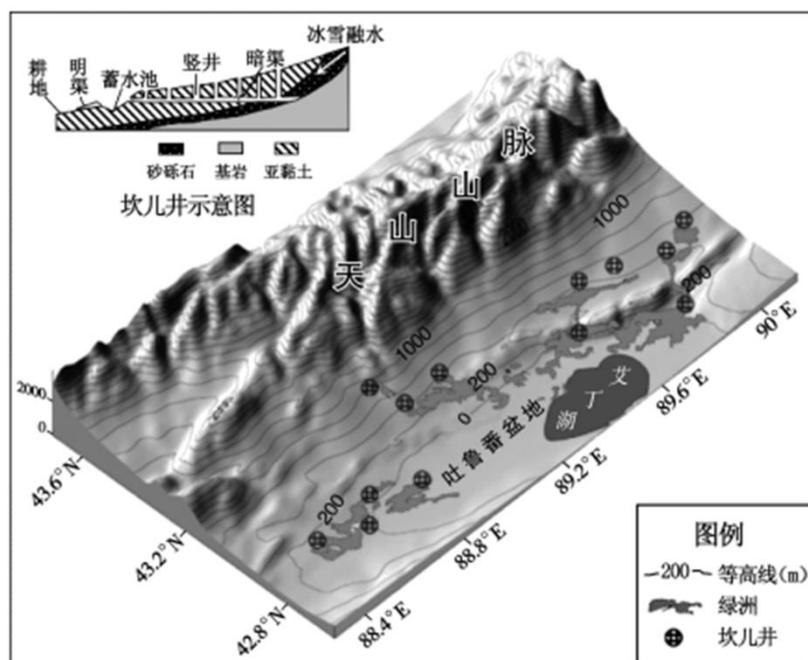 冰雪融水
耕地
明渠
蓄水池
竖井
暗渠
砂砾石 基岩 亚黏土
坎儿井示意图
天山山脉
1000
200
1000
200
0
200
吐鲁番盆地
艾丁湖
2000
0
43.6°N
43.2°N
42.8°N
88.4°E
88.8°E
89.2°E
89.6°E
90°E
图例
200 等高线(m)
绿洲
坎儿井